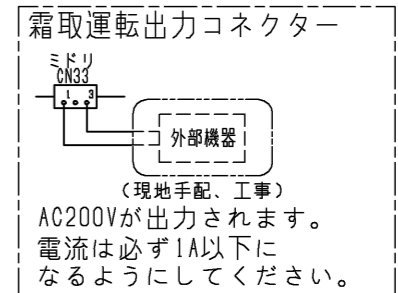 霜取運転出力コネクター
ミドリ
CN33
1 3
外部機器
(現地手配、工事)
AC200Vが出力されます。
電流は必ず1A以下に
なるようにしてください。